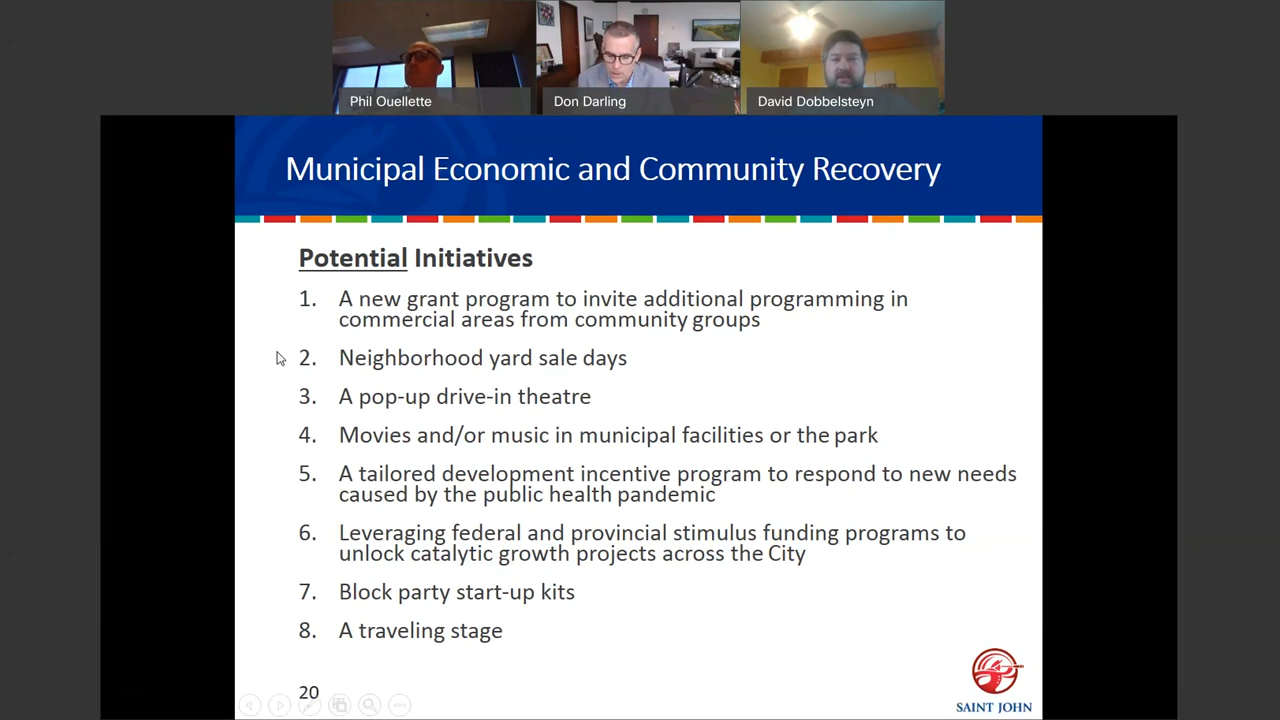 Phil Ouellette
Don Darling
David Dobbelsteyn
Municipal Economic and Community Recovery
Potential Initiatives
1. A new grant program to invite additional programming in
commercial areas from community groups
2. Neighborhood yard sale days
3. A pop-up drive-in theatre
4. Movies and/or music in municipal facilities or the park
5. A tailored development incentive program to respond to new needs
caused by the public health pandemic
6. Leveraging federal and provincial stimulus funding programs to
unlock catalytic growth projects across the City
7. Block party start-up kits
8. A traveling stage
20
SAINT JOHN